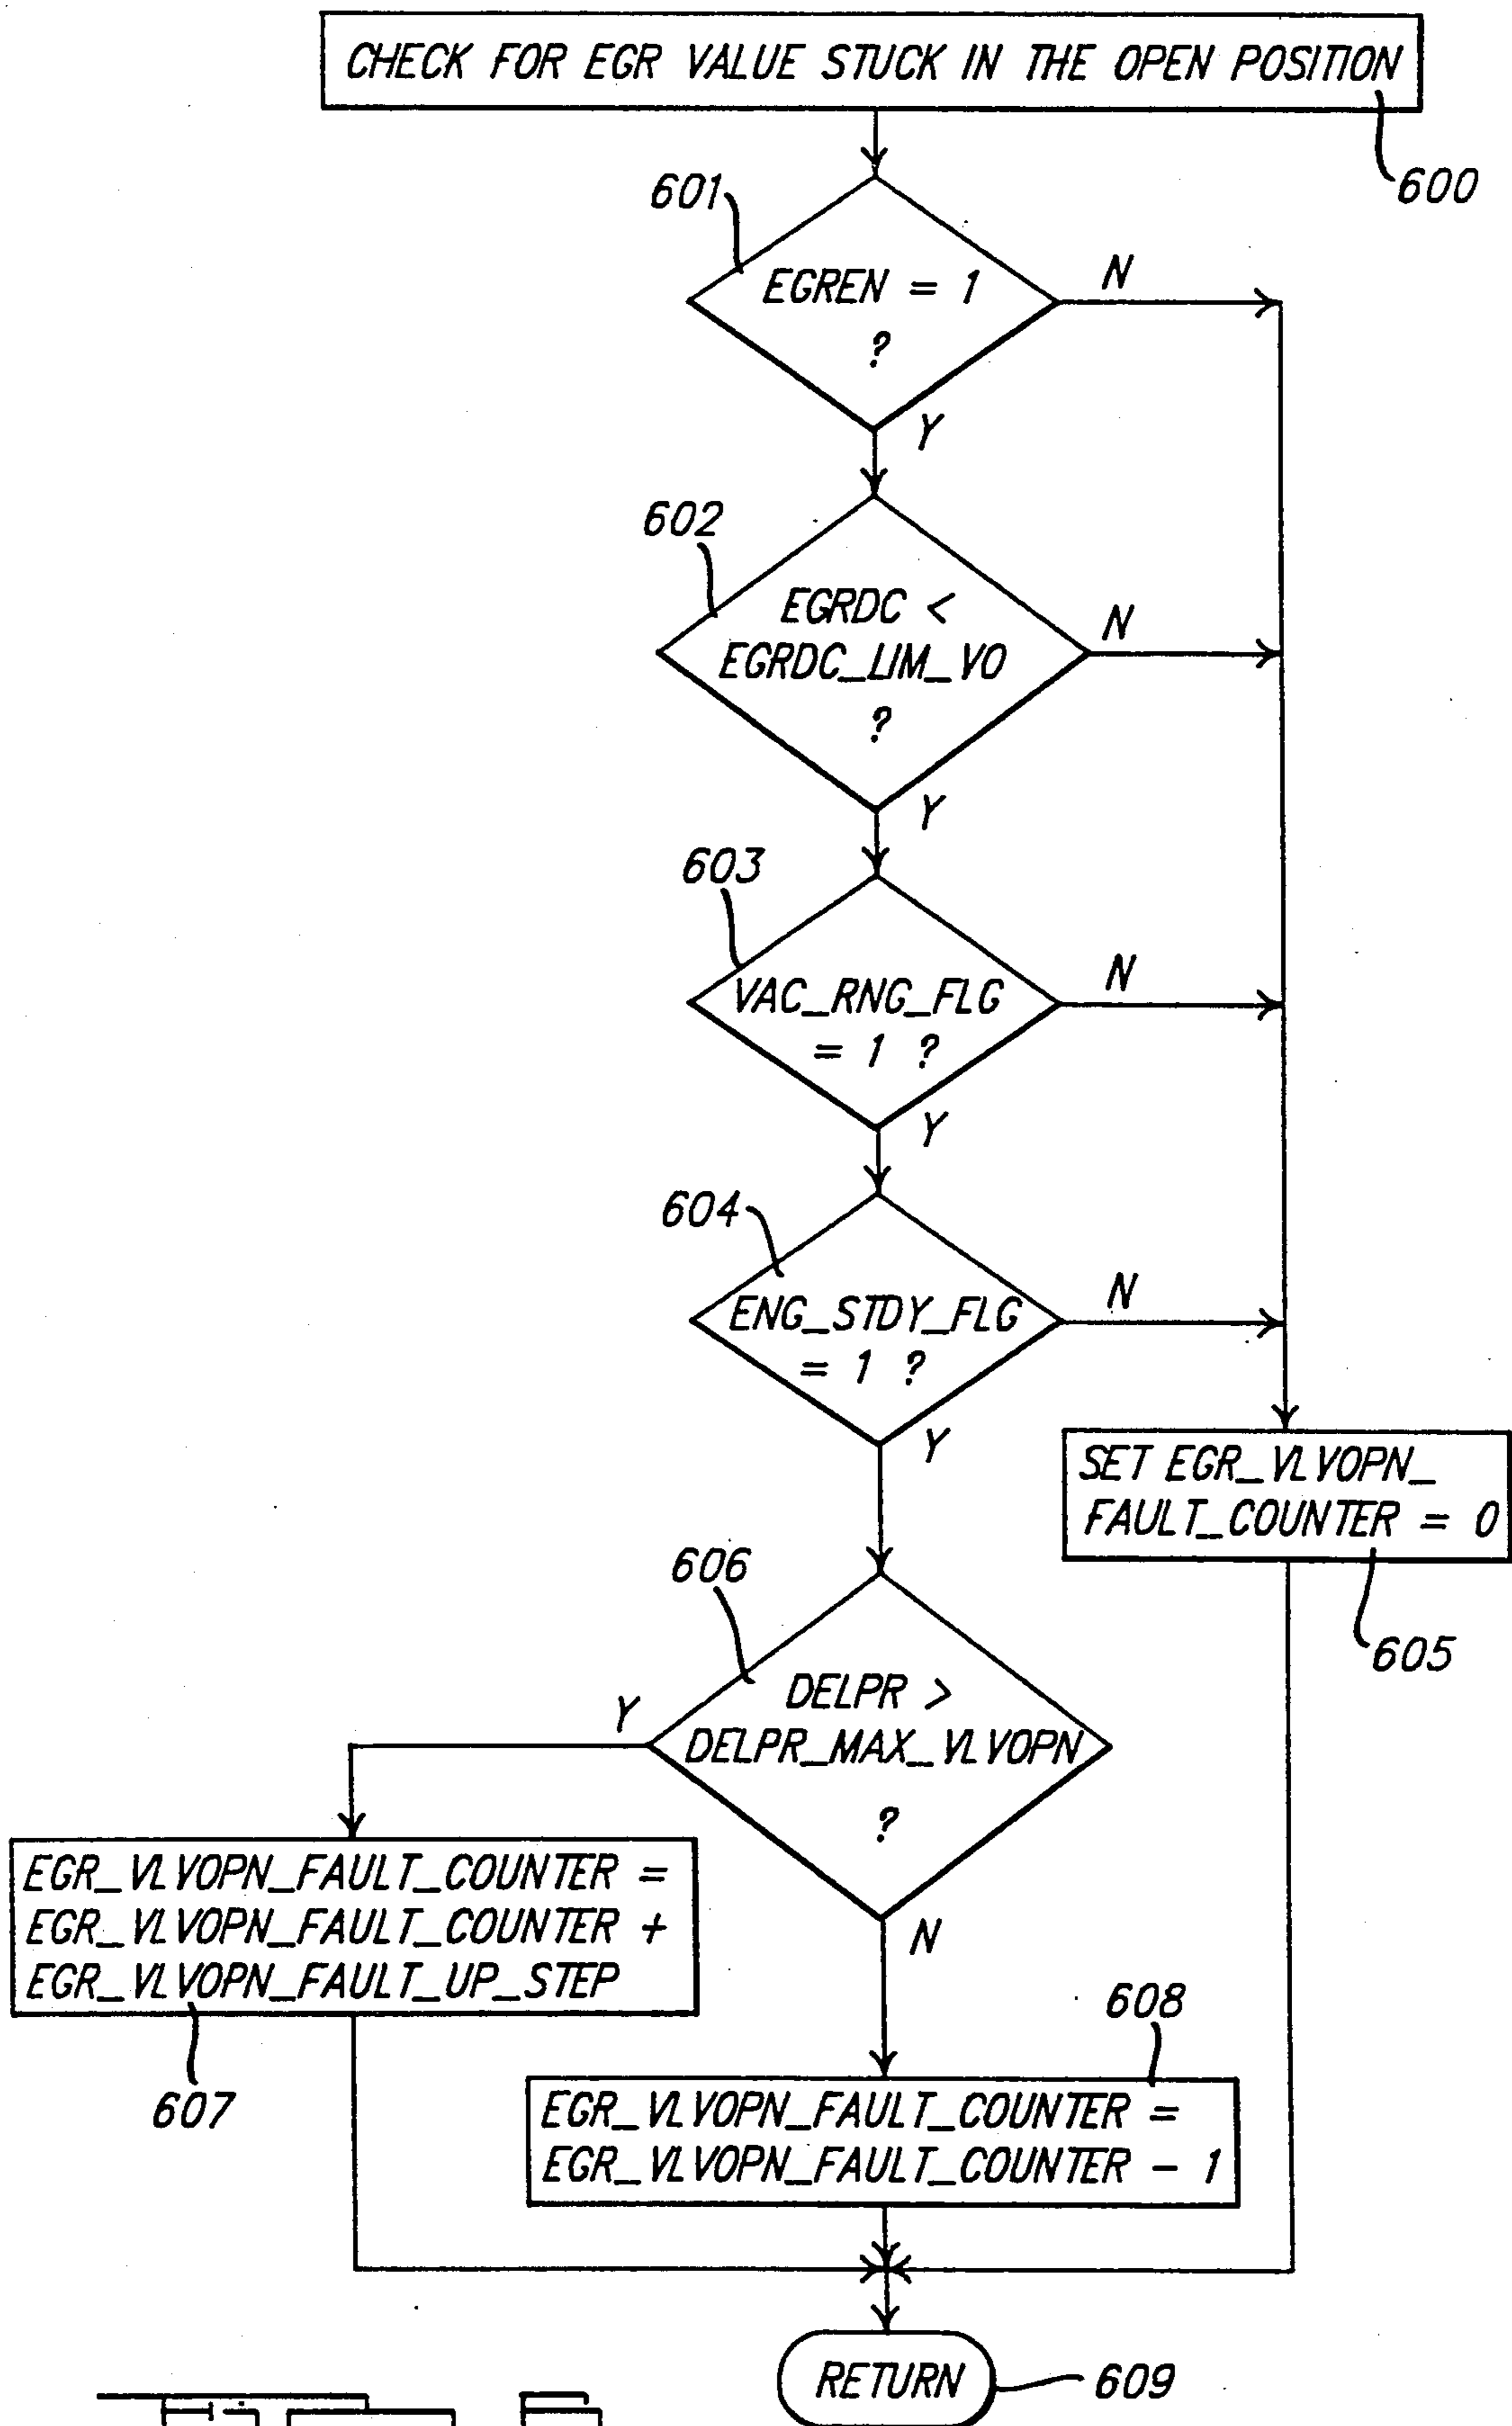 CHECK FOR EGR VALUE STUCK IN THE OPEN POSITION
600
601
EGREN = 1
?
N
Y
602
EGRDC <
EGRDC_LIM_VO
?
N
Y
603
VAC_RNG_FLG
= 1 ?
N
Y
604
ENG_STDY_FLG
= 1 ?
N
Y
SET EGR_VLVOPN_
FAULT_COUNTER = 0
605
606
DELPR >
DELPR_MAX_VLVOPN
?
Y
N
EGR_VLVOPN_FAULT_COUNTER =
EGR_VLVOPN_FAULT_COUNTER +
EGR_VLVOPN_FAULT_UP_STEP
607
608
EGR_VLVOPN_FAULT_COUNTER =
EGR_VLVOPN_FAULT_COUNTER - 1
RETURN
609